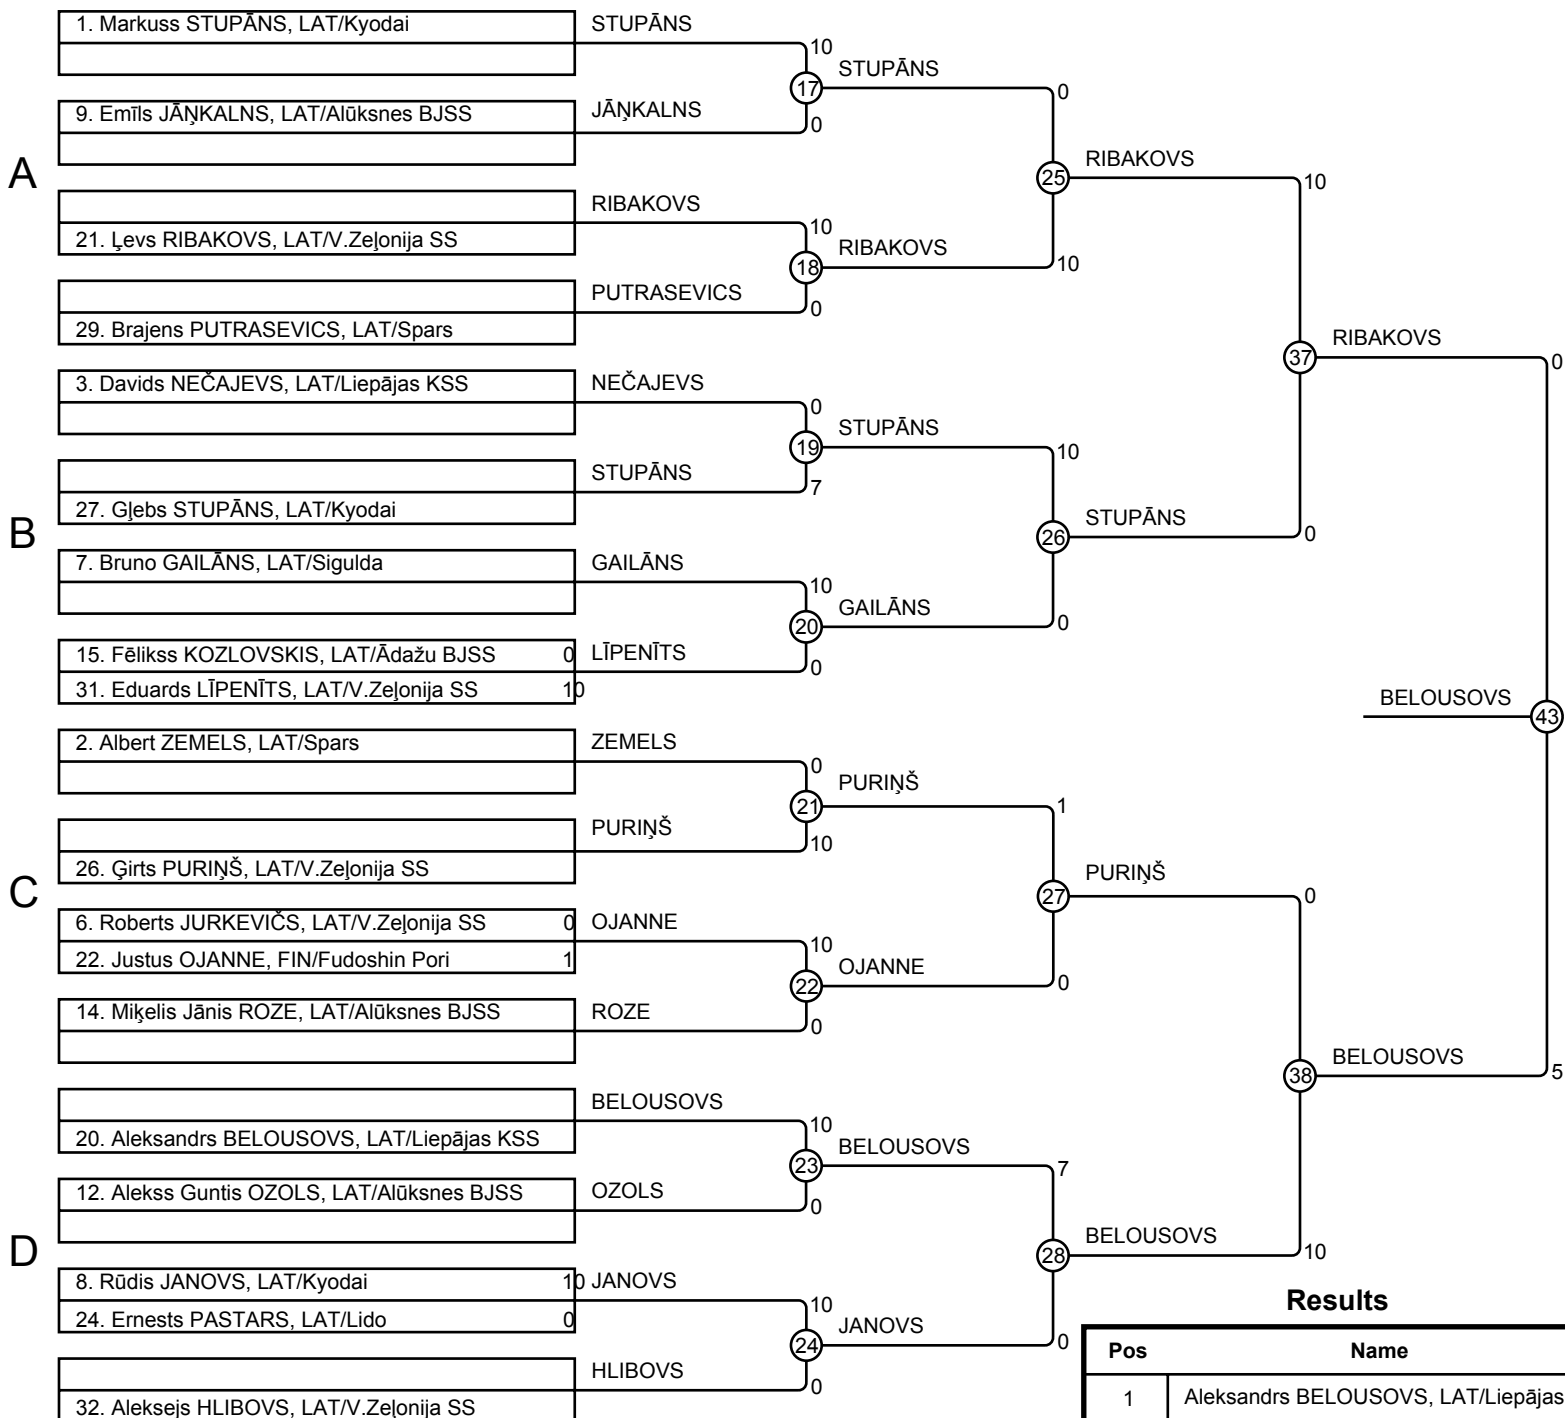 1. Markuss STUPĀNS, LAT/Kyodai
STUPĀNS
10
17
STUPĀNS
0
9. Emīls JĀŅKALNS, LAT/Alūksnes BJSS
JĀŅKALNS
0
A
25
RIBAKOVS
10
RIBAKOVS
10
21. Ļevs RIBAKOVS, LAT/V.Zeļonija SS
18
RIBAKOVS
10
PUTRASEVICS
0
29. Brajens PUTRASEVICS, LAT/Spars
37
RIBAKOVS
0
3. Davids NEČAJEVS, LAT/Liepājas KSS
NEČAJEVS
0
19
STUPĀNS
10
STUPĀNS
7
27. Gļebs STUPĀNS, LAT/Kyodai
B
26
STUPĀNS
0
7. Bruno GAILĀNS, LAT/Sigulda
GAILĀNS
10
20
GAILĀNS
0
15. Fēlikss KOZLOVSKIS, LAT/Ādažu BJSS 0
LĪPENĪTS
0
31. Eduards LĪPENĪTS, LAT/V.Zeļonija SS 10
BELOUSOVS
43
2. Albert ZEMELS, LAT/Spars
ZEMELS
0
21
PURIŅŠ
1
PURIŅŠ
10
26. Ģirts PURIŅŠ, LAT/V.Zeļonija SS
C
27
PURIŅŠ
0
6. Roberts JURKEVIČS, LAT/V.Zeļonija SS 0
OJANNE
10
22. Justus OJANNE, FIN/Fudoshin Pori 1
22
OJANNE
0
14. Miķelis Jānis ROZE, LAT/Alūksnes BJSS
ROZE
0
38
BELOUSOVS
5
BELOUSOVS
10
20. Aleksandrs BELOUSOVS, LAT/Liepājas KSS
23
BELOUSOVS
7
12. Alekss Guntis OZOLS, LAT/Alūksnes BJSS
OZOLS
0
D
28
BELOUSOVS
10
8. Rūdis JANOVS, LAT/Kyodai 10
JANOVS
10
24. Ernests PASTARS, LAT/Lido 0
24
JANOVS
0
HLIBOVS
0
32. Aleksejs HLIBOVS, LAT/V.Zeļonija SS
Results
Pos Name
1 Aleksandrs BELOUSOVS, LAT/Liepājas